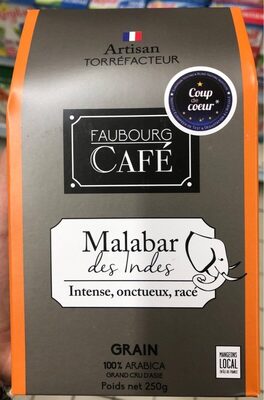 Artisan
TORRÉFACTEUR
Coup
de
coeur
FAUBOURG
CAFÉ
Malabar
des Indes
Intense, onctueux, racé
GRAIN
100% ARABICA
GRAND CRU D'ASIE
Poids net 250g
MANGEONS
LOCAL